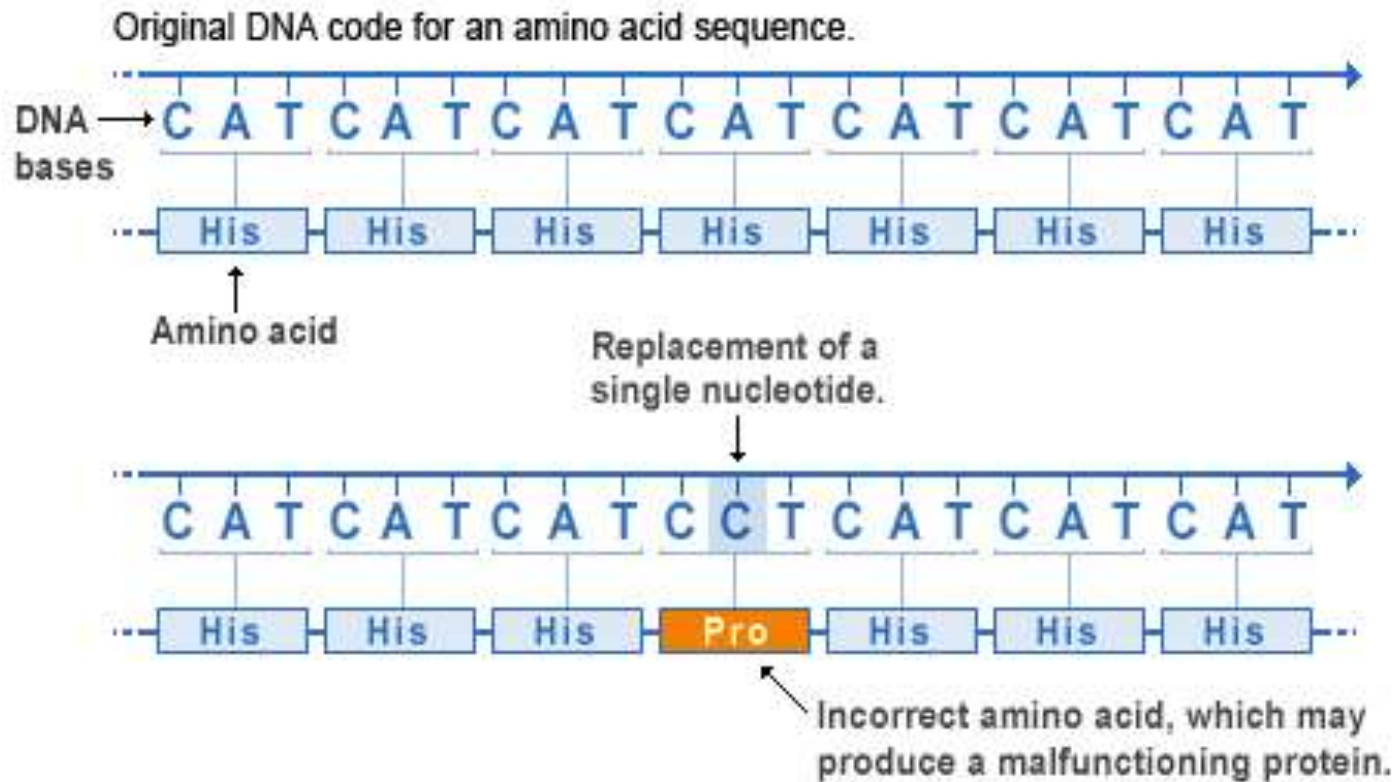 Original DNA code for an amino acid sequence.
DNA bases
C A T C A T C A T C A T C A T C A T C A T
His His His His His His His
Amino acid
Replacement of a
single nucleotide.
C A T C A T C A T C C T C A T C A T C A T
His His His Pro His His His
Incorrect amino acid, which may
produce a malfunctioning protein.